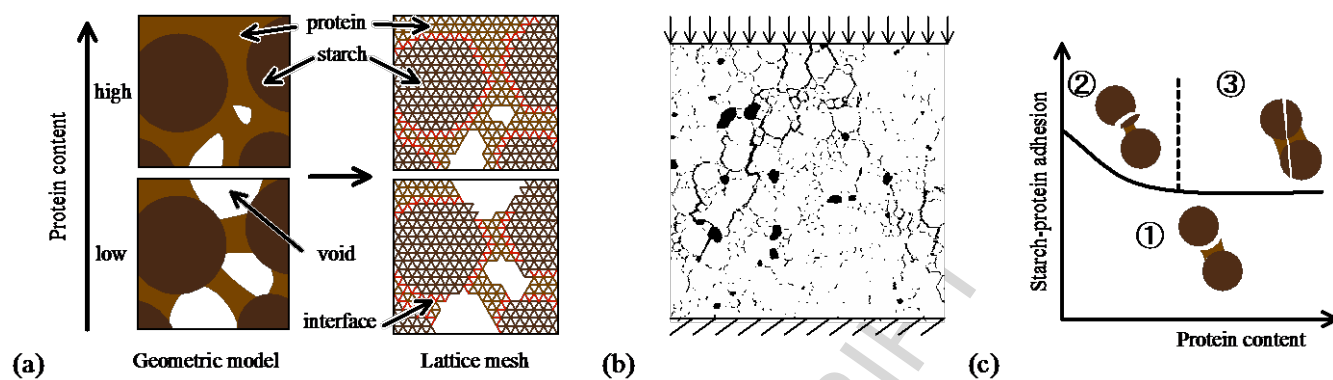 Protein content
high
low
protein
starch
void
interface
(a)
Geometric model
Lattice mesh
(b)
Starch-protein adhesion
②
③
①
(c)
Protein content